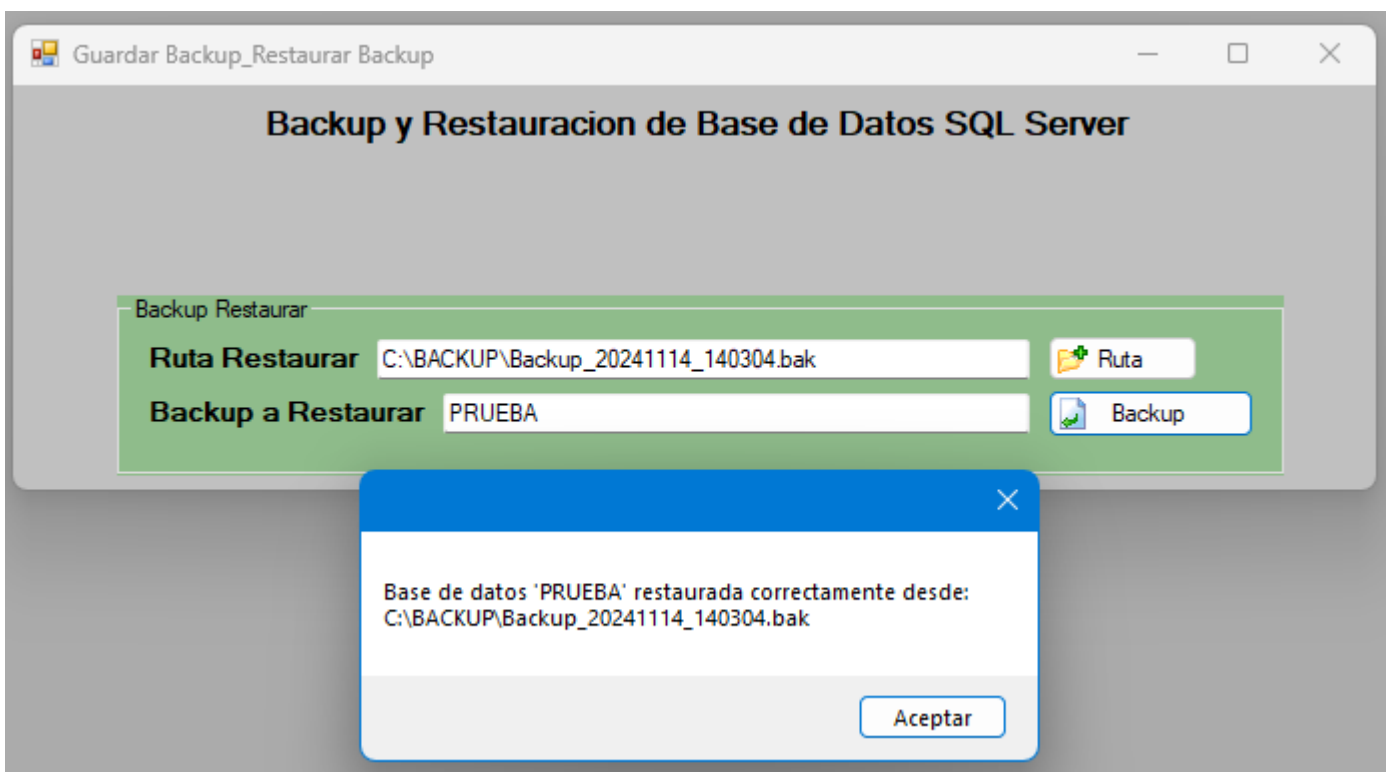 Guardar Backup_Restaurar Backup
Backup y Restauracion de Base de Datos SQL Server
Backup Restaurar
Ruta Restaurar C:\BACKUP\Backup_20241114_140304.bak Ruta
Backup a Restaurar PRUEBA Backup
Base de datos 'PRUEBA' restaurada correctamente desde:
C:\BACKUP\Backup_20241114_140304.bak
Aceptar